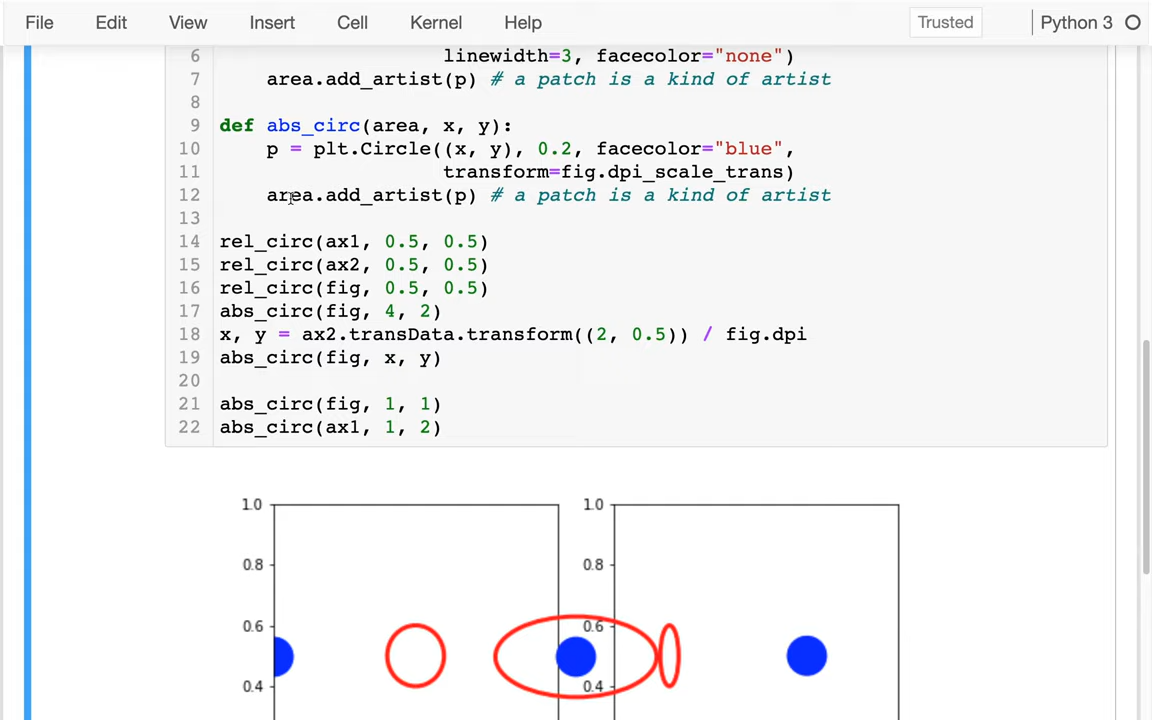 File Edit View Insert Cell Kernel Help Trusted Python 3
6 linewidth=3, facecolor="none")
7 area.add_artist(p) # a patch is a kind of artist
8
9 def abs_circ(area, x, y):
10 p = plt.Circle((x, y), 0.2, facecolor="blue",
11 transform=fig.dpi_scale_trans)
12 area.add_artist(p) # a patch is a kind of artist
13
14 rel_circ(ax1, 0.5, 0.5)
15 rel_circ(ax2, 0.5, 0.5)
16 rel_circ(fig, 0.5, 0.5)
17 abs_circ(fig, 4, 2)
18 x, y = ax2.transData.transform((2, 0.5)) / fig.dpi
19 abs_circ(fig, x, y)
20
21 abs_circ(fig, 1, 1)
22 abs_circ(ax1, 1, 2)
1.0 1.0
0.8 0.8
0.6 0.6
0.4 0.4